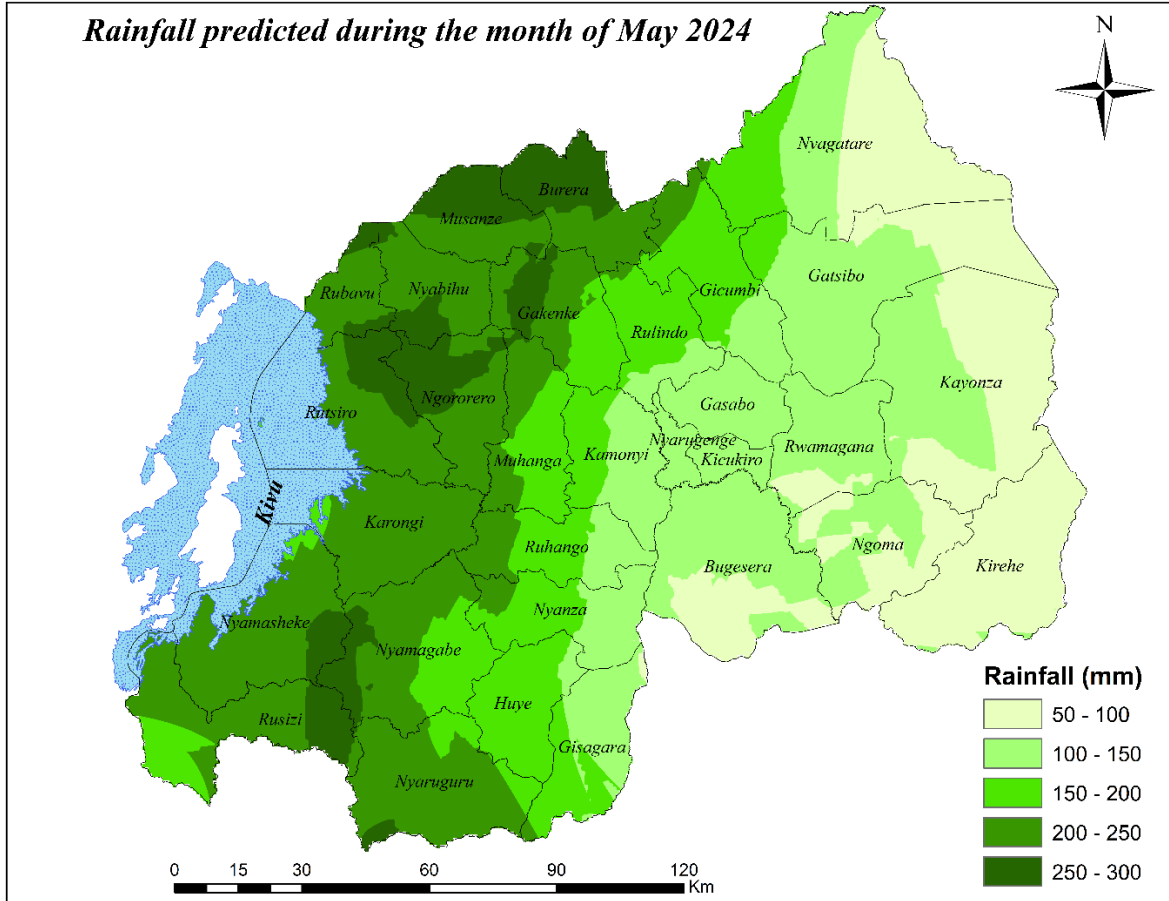 Rainfall predicted during the month of May 2024
N
Nyagatare
Burera
Musanze
Gatsibo
Rubavu
Nyabihu
Gicumbi
Gakenke
Rulindo
Kayonza
Ngororero
Gasabo
Rutsiro
Nyarugenge
Muhanga
Kamonyi
Kicukiro
Rwamagana
Kivu
Karongi
Ruhango
Ngoma
Bugesera
Kirehe
Nyanza
Nyamasheke
Nyamagabe
Huye
Rusizi
Gisagara
Nyaruguru
Rainfall (mm)
50 - 100
100 - 150
150 - 200
200 - 250
250 - 300
0 15 30 60 90 120
Km